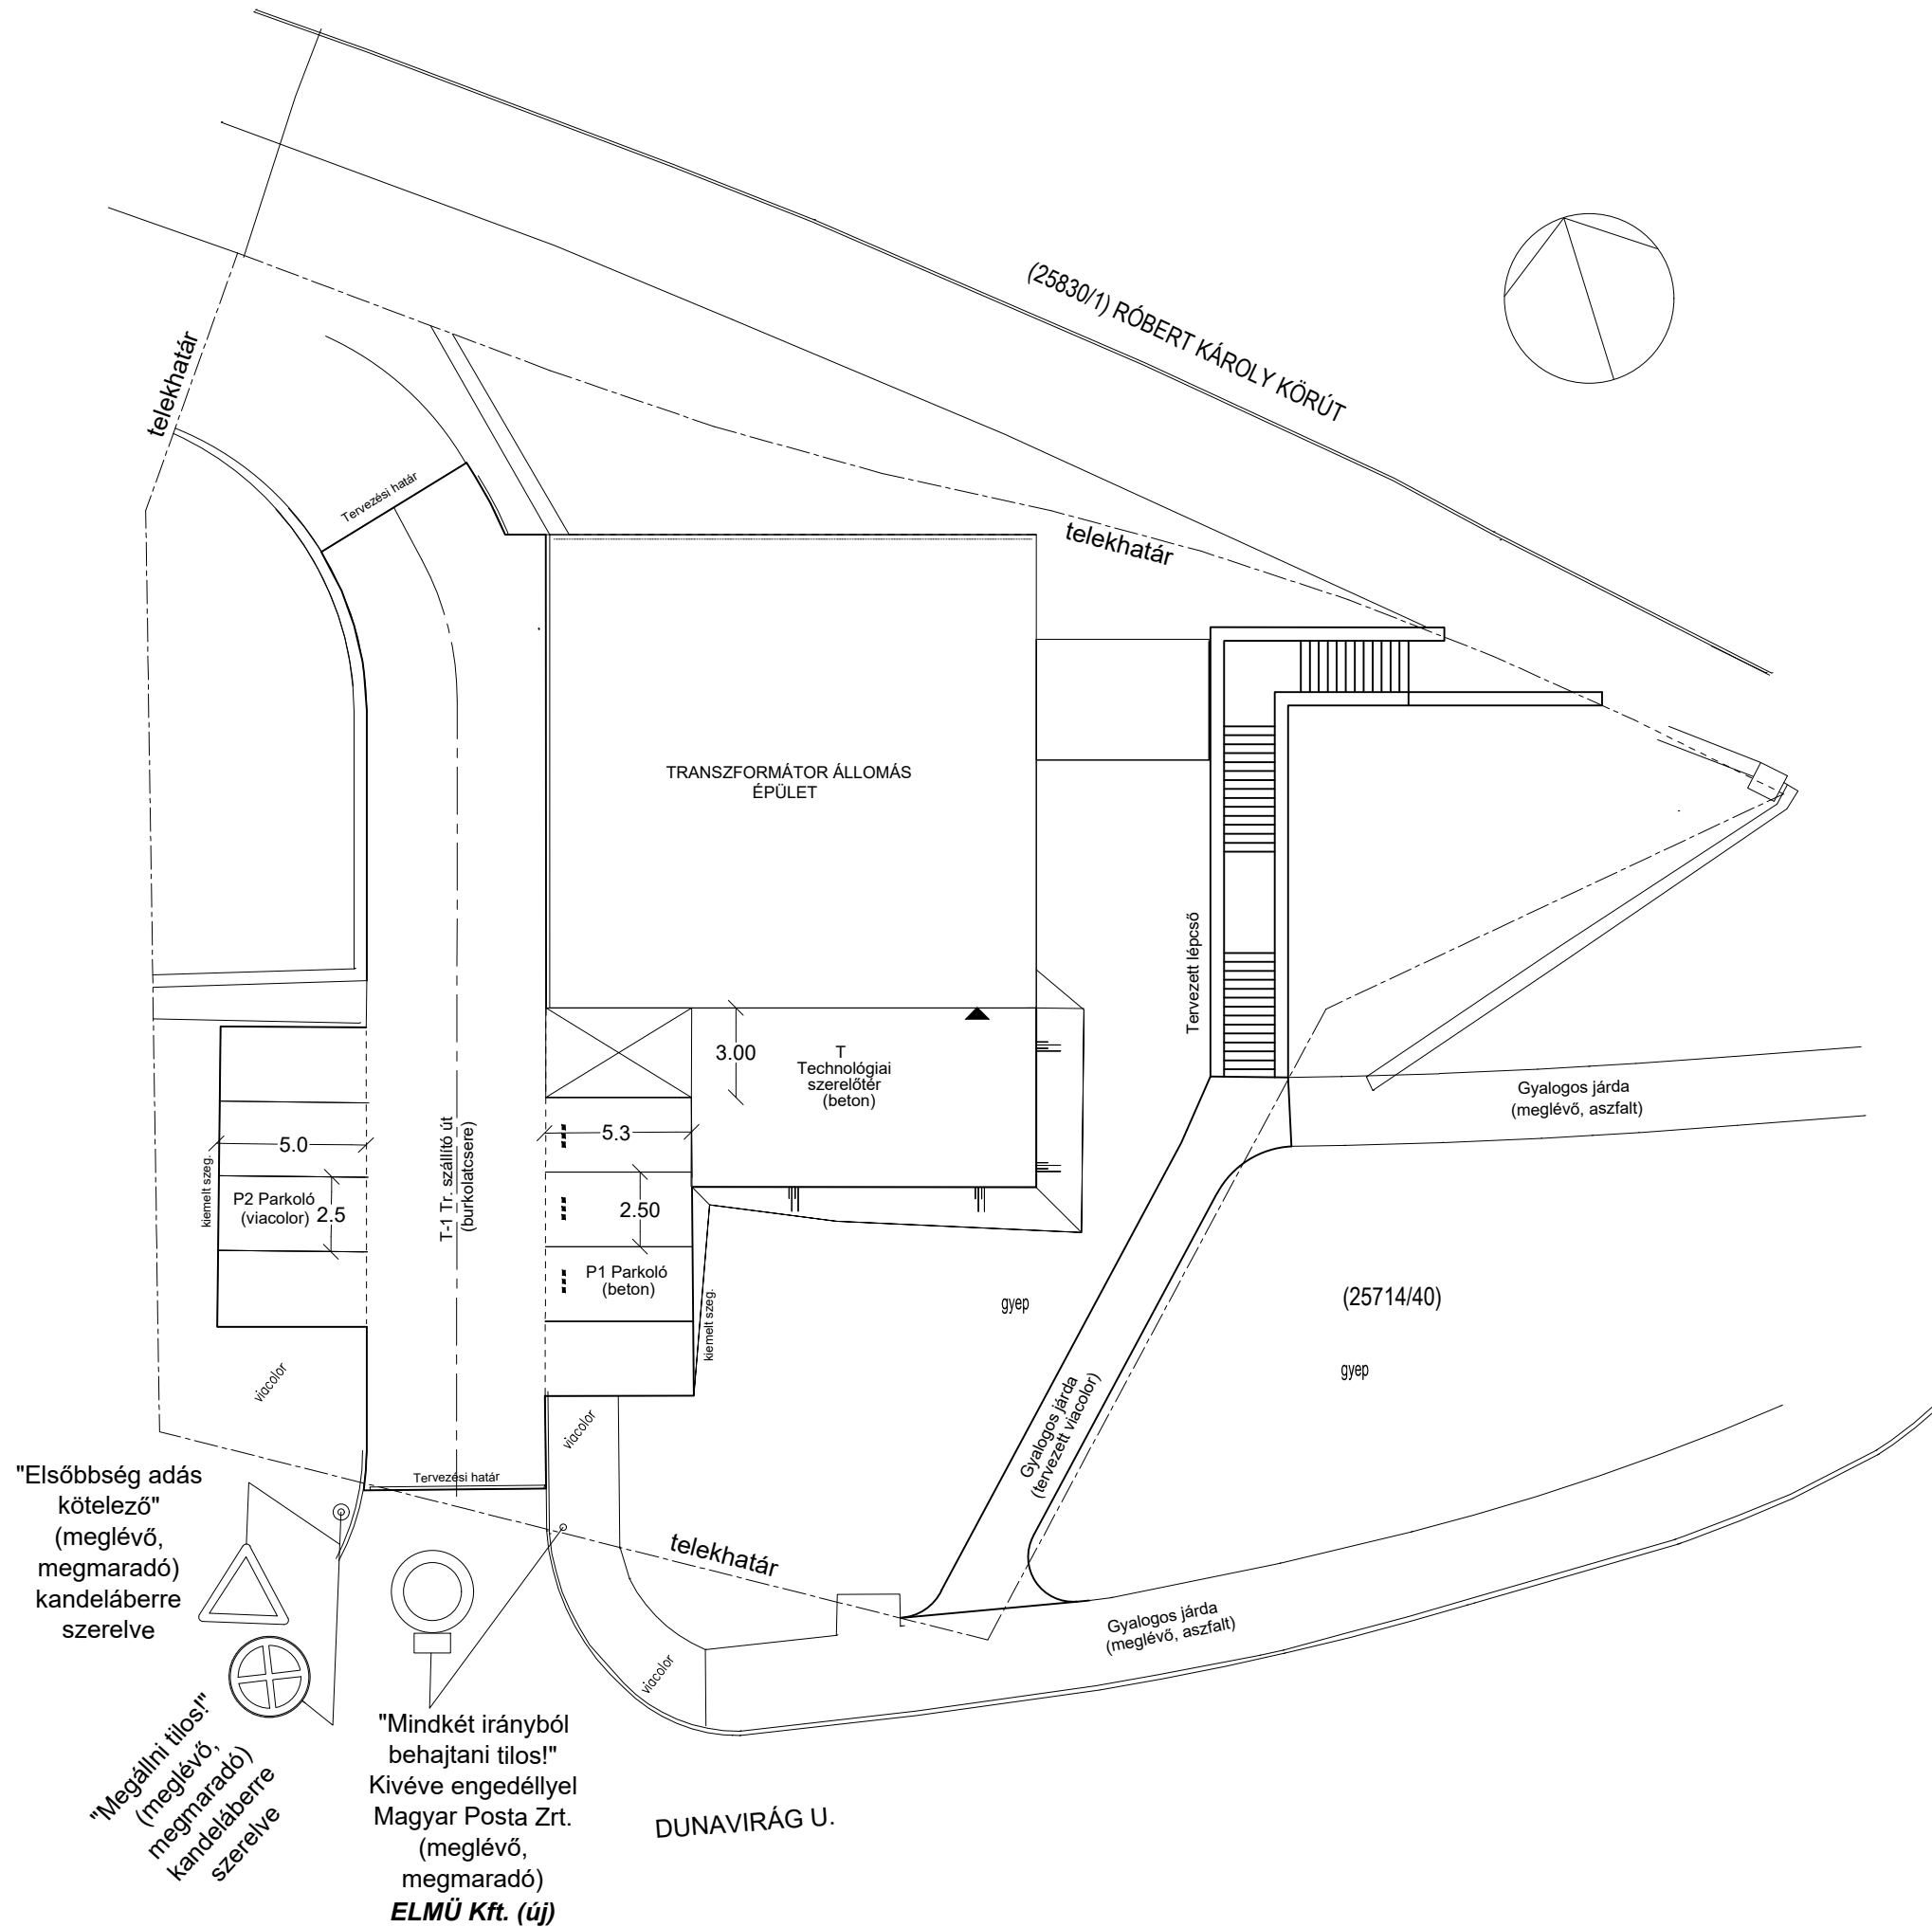 (25830/1) RÓBERT KÁROLY KÖRÚT
telekhatár
Tervezési határ
telekhatár
TRANSZFORMÁTOR ÁLLOMÁS
ÉPÜLET
Tervezett lépcső
3.00
T
Technológiai
szerelőtér
(beton)
Gyalogos járda
(meglévő, aszfalt)
5.0
5.3
kiemelt szeg.
P2 Parkoló
(viacolor)
2.5
T-1 Tr. szállító út
(burkolatcsere)
2.50
P1 Parkoló
(beton)
kiemelt szeg.
gyep
(25714/40)
gyep
viacolor
viacolor
Gyalogos járda
(tervezett viacolor)
Tervezési határ
"Elsőbbség adás
kötelező"
(meglévő,
megmaradó)
kandeláberre
szerelve
telekhatár
Gyalogos járda
(meglévő, aszfalt)
viacolor
"Megállni tilos!"
(meglévő,
megmaradó)
kandeláberre
szerelve
"Mindkét irányból
behajtani tilos!"
Kivéve engedéllyel
Magyar Posta Zrt.
(meglévő,
megmaradó)
ELMÜ Kft. (új)
DUNAVIRÁG U.